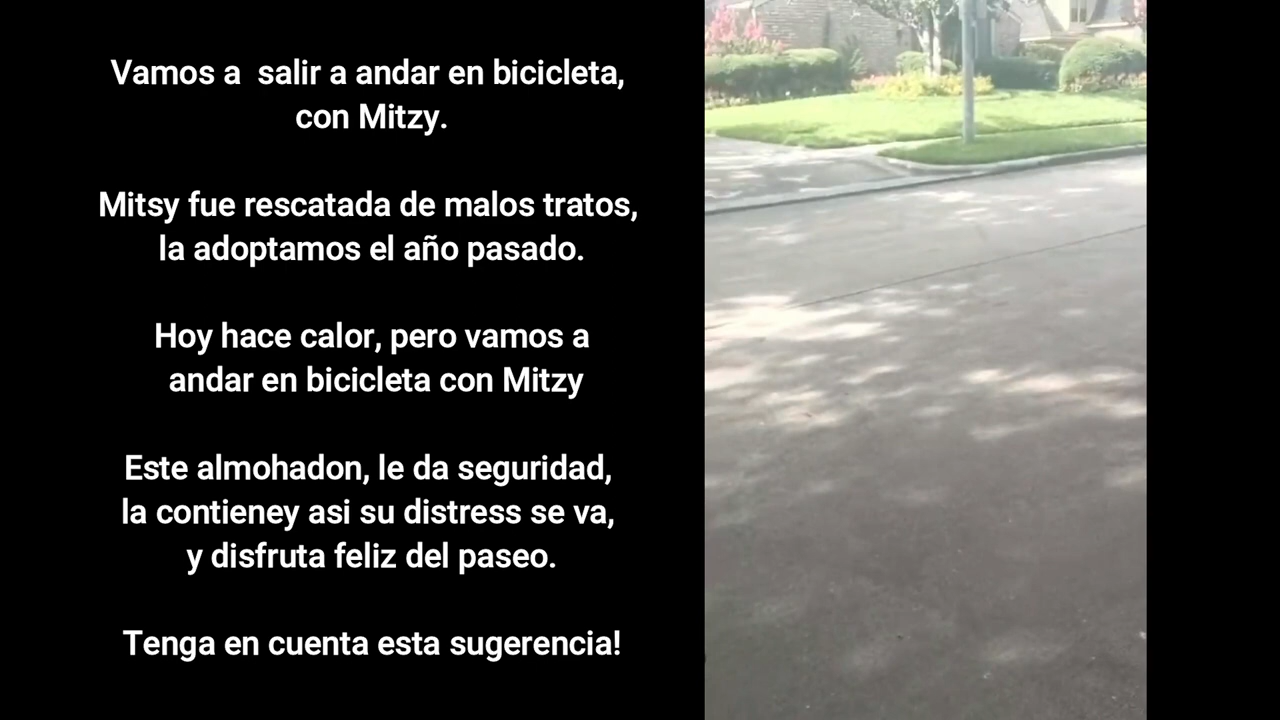 Vamos a  salir a andar en bicicleta,
con Mitzy.
Mitsy fue rescatada de malos tratos,
la adoptamos el año pasado.
Hoy hace calor, pero vamos a
andar en bicicleta con Mitzy
Este almohadon, le da seguridad,
la contieney asi su distress se va,
y disfruta feliz del paseo.
Tenga en cuenta esta sugerencia!